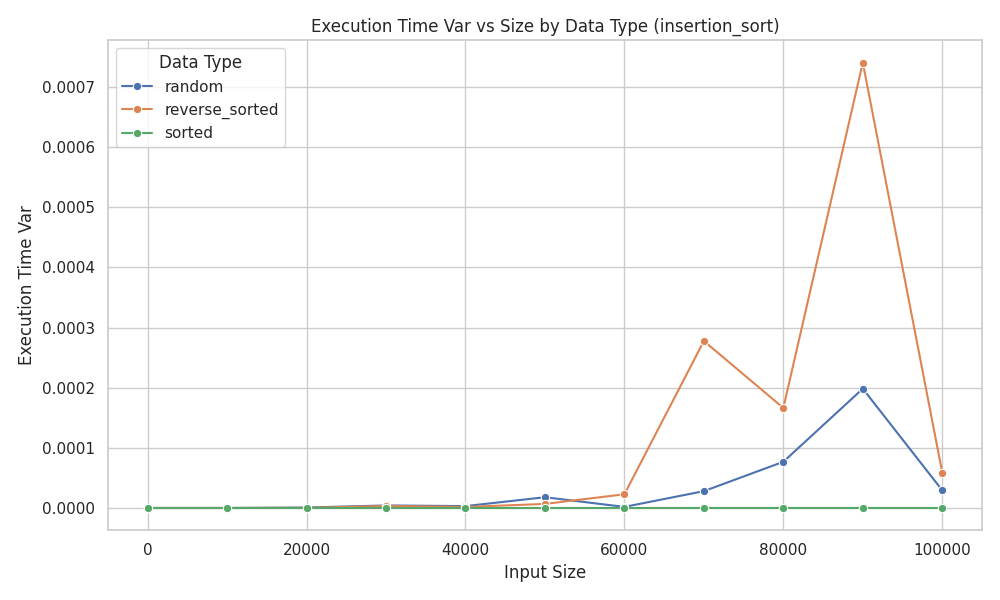 Execution Time Var vs Size by Data Type (insertion_sort)
Data Type
random
reverse_sorted
sorted
Execution Time Var
0.0007
0.0006
0.0005
0.0004
0.0003
0.0002
0.0001
0.0000
0 20000 40000 60000 80000 100000
Input Size